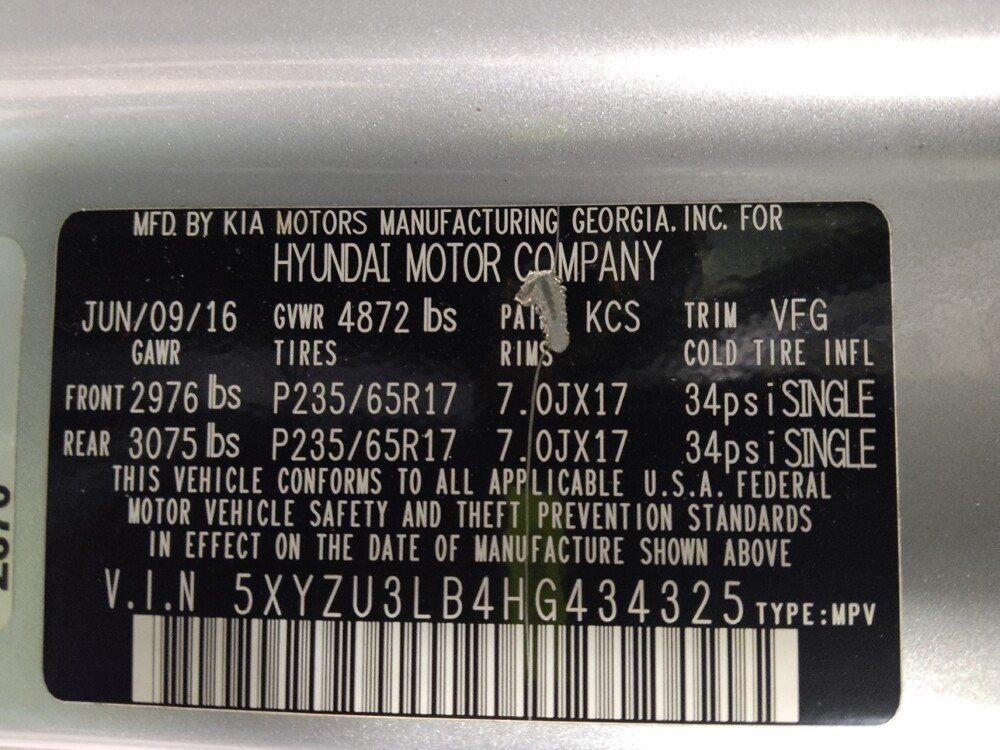 MFD. BY KIA MOTORS MANUFACTURING GEORGIA, INC. FOR
HYUNDAI MOTOR COMPANY
JUN/09/16 GVWR 4872 lbs KCS TRIM VFG
GAWR TIRES RIMS COLD TIRE INFL
FRONT 2976 lbs P235/65R17 7.0JX17 34psi SINGLE
REAR 3075 lbs P235/65R17 7.0JX17 34psi SINGLE
THIS VEHICLE CONFORMS TO ALL APPLICABLE U.S.A. FEDERAL
MOTOR VEHICLE SAFETY AND THEFT PREVENTION STANDARDS
IN EFFECT ON THE DATE OF MANUFACTURE SHOWN ABOVE
V.I.N 5XYZU3LB4HG434325 TYPE:MPV